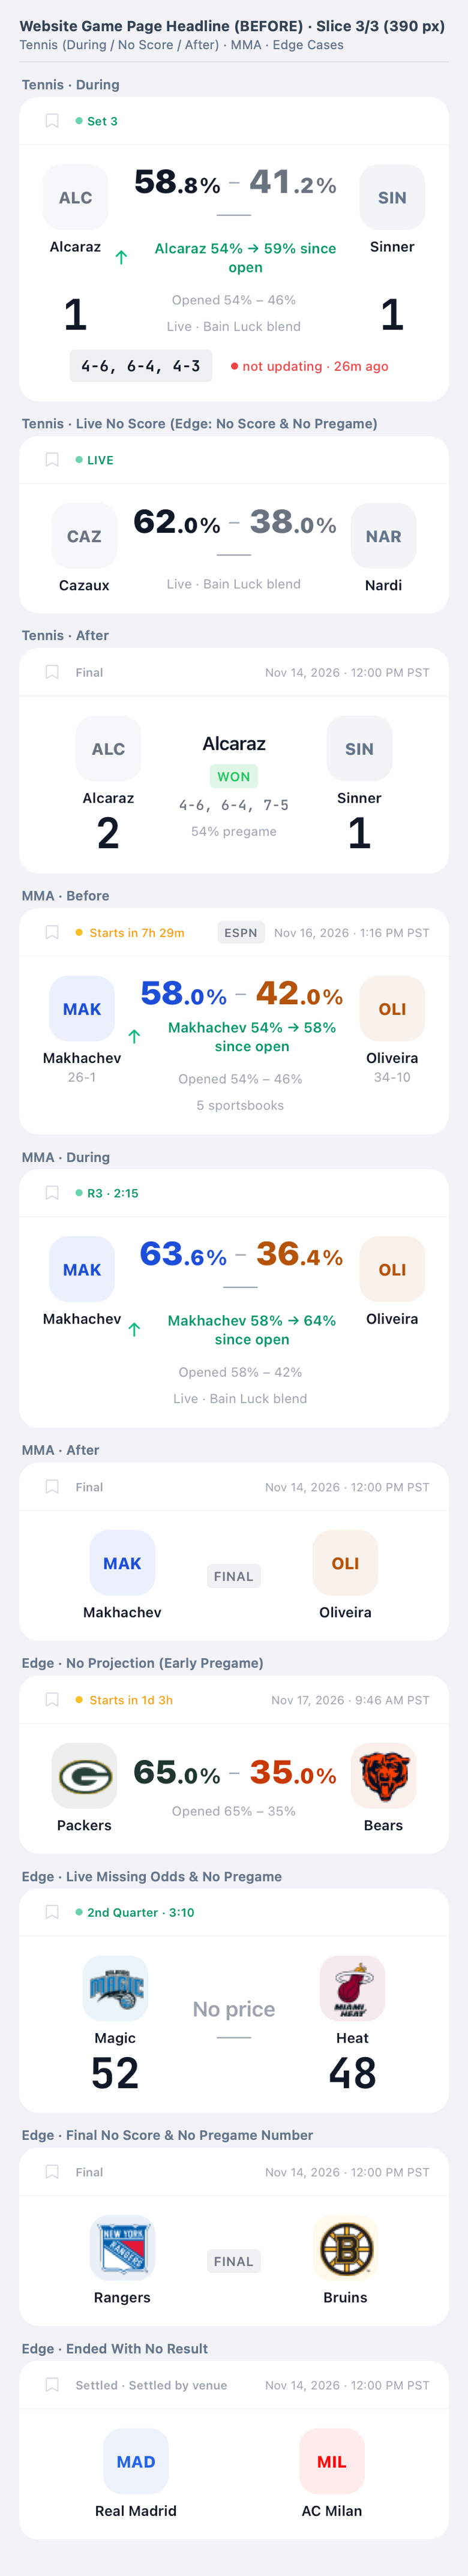 Website Game Page Headline (BEFORE) · Slice 3/3 (390 px)
Tennis (During / No Score / After) · MMA · Edge Cases
Tennis · During
Set 3
ALC
58.8% – 41.2%
SIN
Alcaraz
↑ Alcaraz 54% → 59% since
open
Sinner
Opened 54% – 46%
1
1
Live · Bain Luck blend
4-6, 6-4, 4-3
not updating · 26m ago
Tennis · Live No Score (Edge: No Score & No Pregame)
LIVE
CAZ
62.0% – 38.0%
NAR
Cazaux
Live · Bain Luck blend
Nardi
Tennis · After
Final
Nov 14, 2026 · 12:00 PM PST
ALC
Alcaraz
SIN
WON
Alcaraz
4-6, 6-4, 7-5
Sinner
2
54% pregame
1
MMA · Before
Starts in 7h 29m
ESPN
Nov 16, 2026 · 1:16 PM PST
MAK
58.0% – 42.0%
OLI
↑ Makhachev 54% → 58%
since open
Makhachev
Oliveira
26-1
Opened 54% – 46%
34-10
5 sportsbooks
MMA · During
R3 · 2:15
MAK
63.6% – 36.4%
OLI
Makhachev
↑ Makhachev 58% → 64%
since open
Oliveira
Opened 58% – 42%
Live · Bain Luck blend
MMA · After
Final
Nov 14, 2026 · 12:00 PM PST
MAK
FINAL
OLI
Makhachev
Oliveira
Edge · No Projection (Early Pregame)
Starts in 1d 3h
Nov 17, 2026 · 9:46 AM PST
G
65.0% – 35.0%
Packers
Opened 65% – 35%
Bears
Edge · Live Missing Odds & No Pregame
2nd Quarter · 3:10
MAGIC
No price
MIAMI
HEAT
Magic
Heat
52
48
Edge · Final No Score & No Pregame Number
Final
Nov 14, 2026 · 12:00 PM PST
NEW YORK
RANGERS
FINAL
B
Rangers
Bruins
Edge · Ended With No Result
Settled · Settled by venue
Nov 14, 2026 · 12:00 PM PST
MAD
MIL
Real Madrid
AC Milan